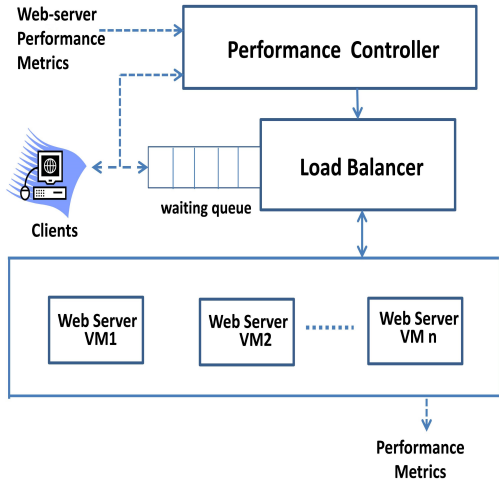 Web-server
Performance
Metrics
Performance Controller
Load Balancer
waiting queue
Clients
Web Server
VM1
Web Server
VM2
Web Server
VM n
Performance
Metrics